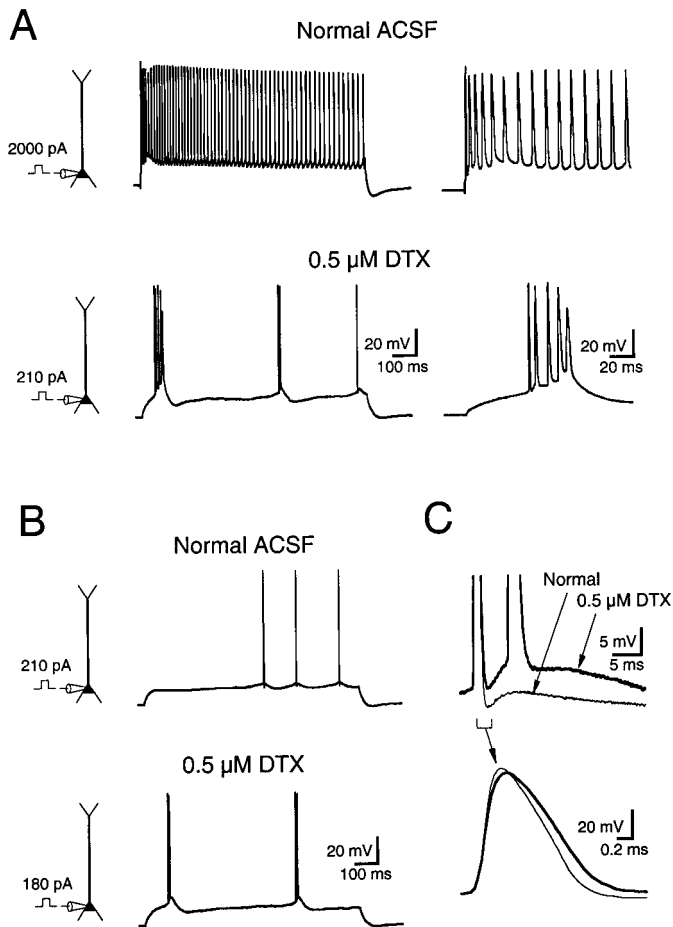 A
Normal ACSF
2000 pA
0.5 µM DTX
210 pA
20 mV
100 ms
20 mV
20 ms
B
Normal ACSF
210 pA
0.5 µM DTX
180 pA
20 mV
100 ms
C
Normal
0.5 µM DTX
5 mV
5 ms
20 mV
0.2 ms